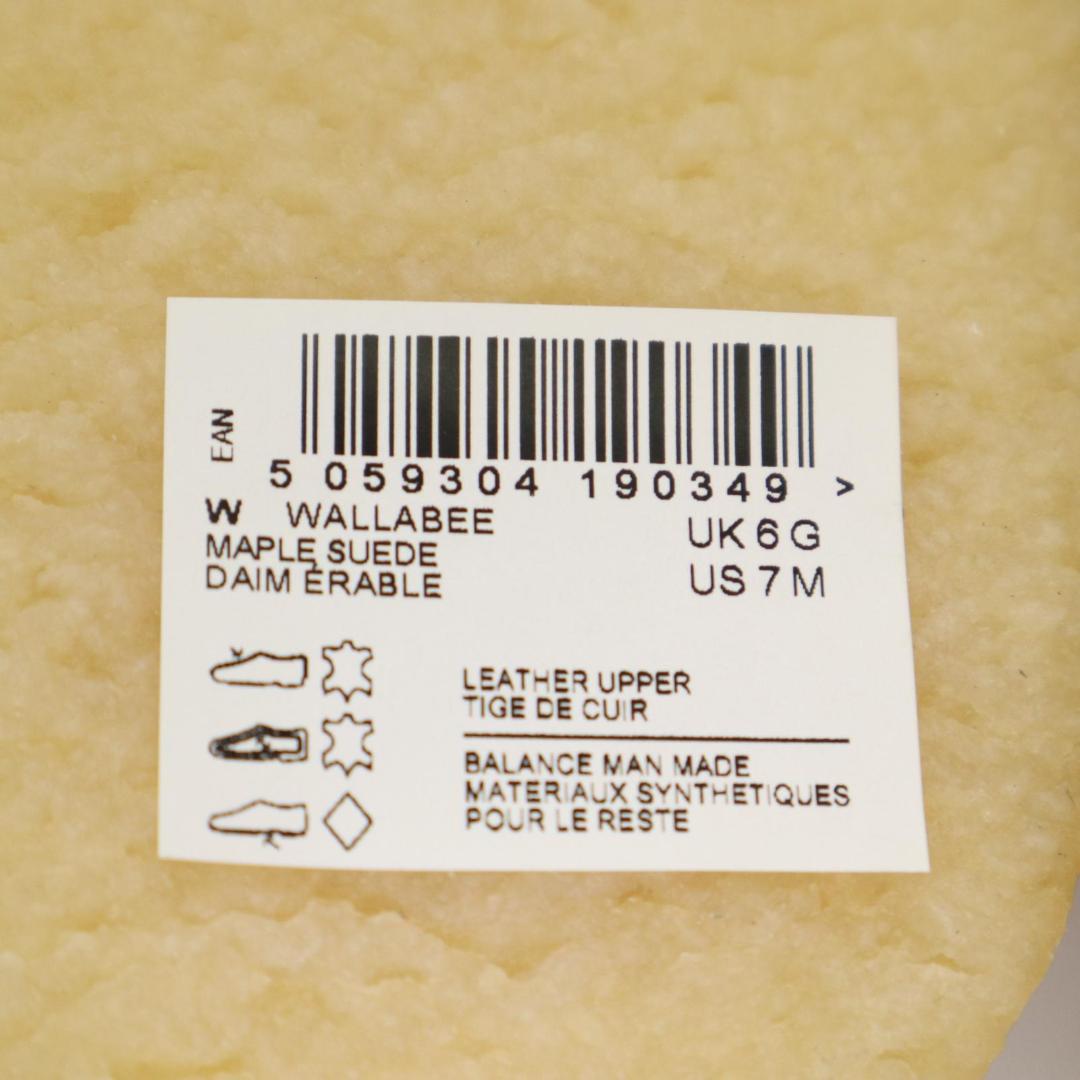 EAN
5 059304 190349 >
W WALLABEE
MAPLE SUEDE
DAIM ÉRABLE
UK 6 G
US 7 M
LEATHER UPPER
TIGE DE CUIR
BALANCE MAN MADE
MATERIAUX SYNTHETIQUES
POUR LE RESTE